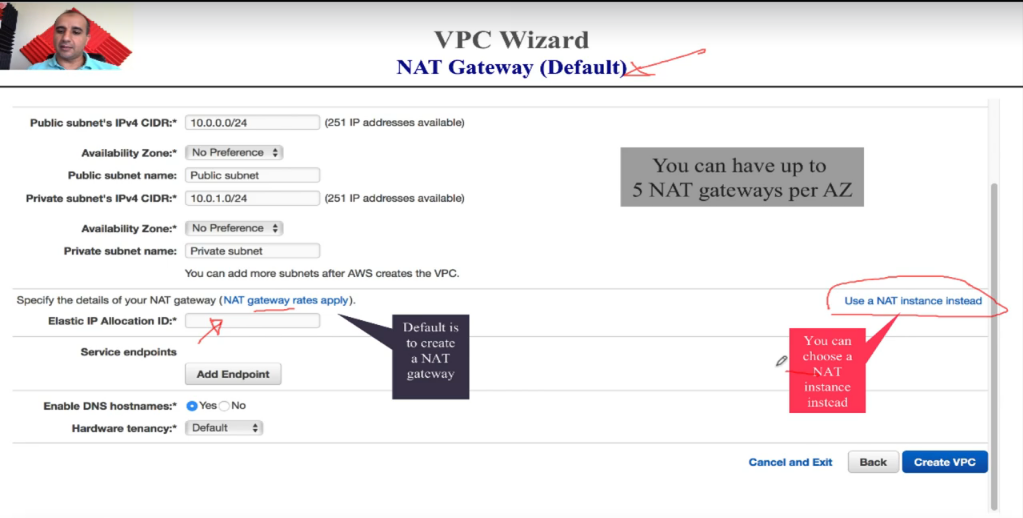 VPC Wizard
NAT Gateway (Default)
Public subnet's IPv4 CIDR:* 10.0.0.0/24 (251 IP addresses available)
Availability Zone:* No Preference
Public subnet name: Public subnet
Private subnet's IPv4 CIDR:* 10.0.1.0/24 (251 IP addresses available)
Availability Zone:* No Preference
Private subnet name: Private subnet
You can add more subnets after AWS creates the VPC.
You can have up to
5 NAT gateways per AZ
Specify the details of your NAT gateway (NAT gateway rates apply).
Use a NAT instance instead
Elastic IP Allocation ID:*
Default is
to create
a NAT
gateway
You can
choose a
NAT
instance
instead
Service endpoints
Add Endpoint
Enable DNS hostnames:* Yes No
Hardware tenancy:* Default
Cancel and Exit Back Create VPC